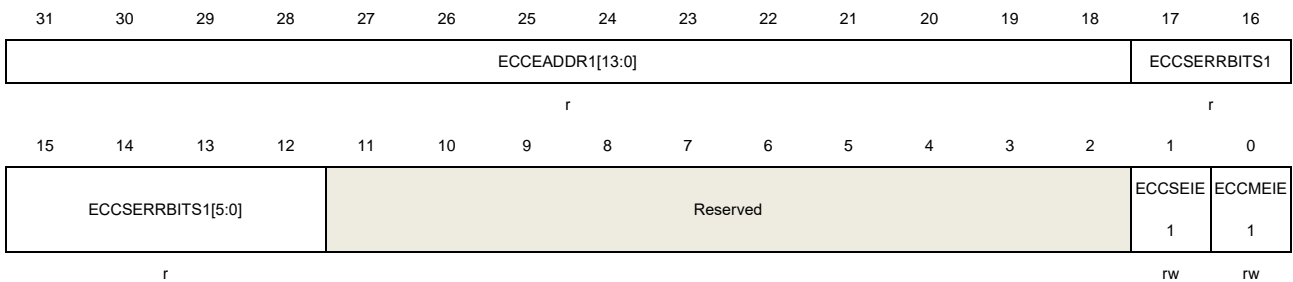 31 30 29 28 27 26 25 24 23 22 21 20 19 18 17 16
ECCEADDR1[13:0] ECCSERRBITS1
r r
15 14 13 12 11 10 9 8 7 6 5 4 3 2 1 0
ECCSERRBITS1[5:0] Reserved ECCSEIE ECCMEIE
1 1
r rw rw